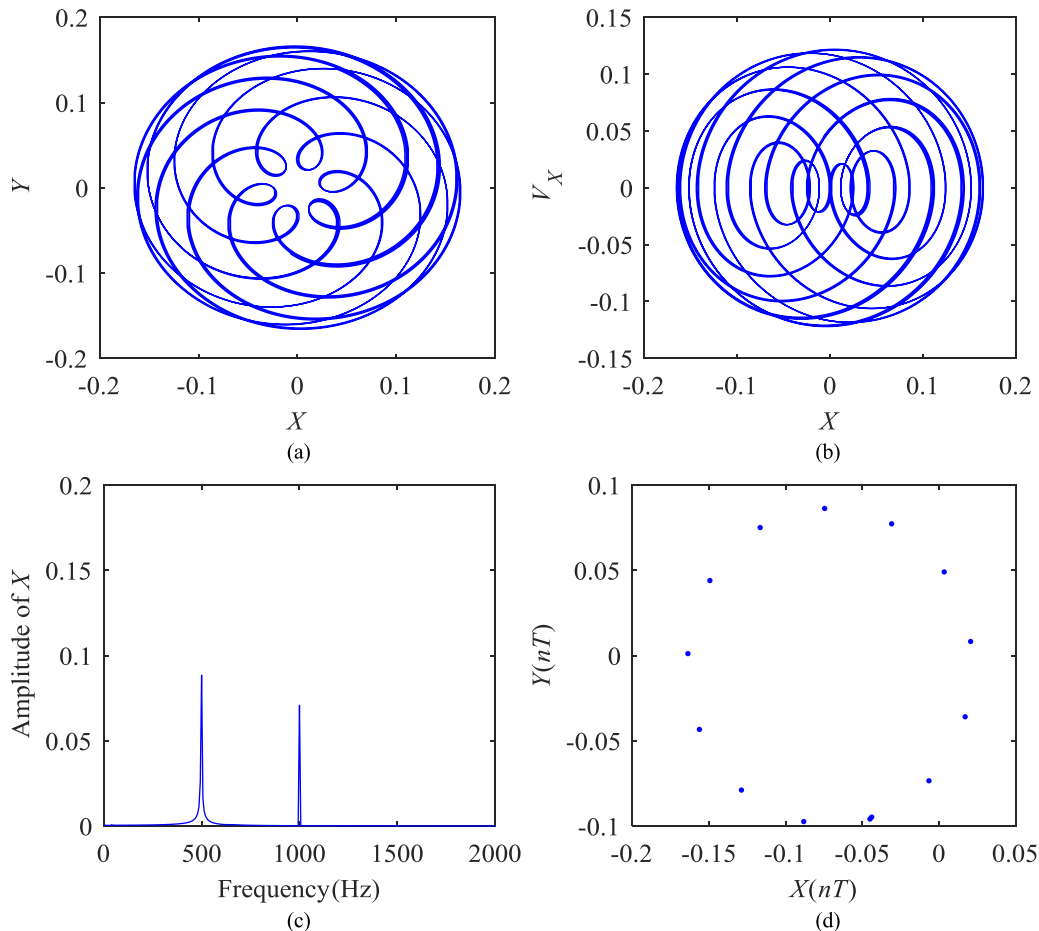 0.2
0.1
0
-0.1
-0.2
Y
-0.2 -0.1 0 0.1 0.2
X
(a)
0.15
0.1
0.05
0
-0.05
-0.1
-0.15
V_X
-0.2 -0.1 0 0.1 0.2
X
(b)
0.2
0.15
0.1
0.05
0
Amplitude of X
0 500 1000 1500 2000
Frequency(Hz)
(c)
0.1
0.05
0
-0.05
-0.1
Y(nT)
-0.2 -0.15 -0.1 -0.05 0 0.05
X(nT)
(d)